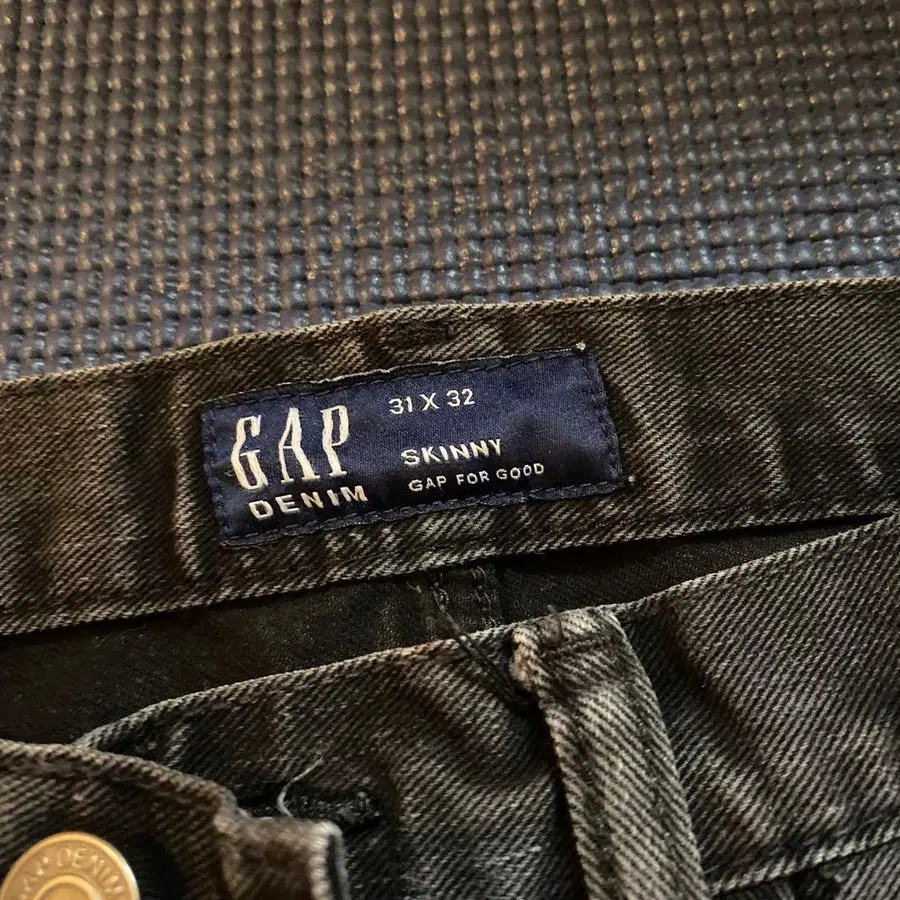 GAP
DENIM
31 X 32
SKINNY
GAP FOR GOOD
GAP DENIM